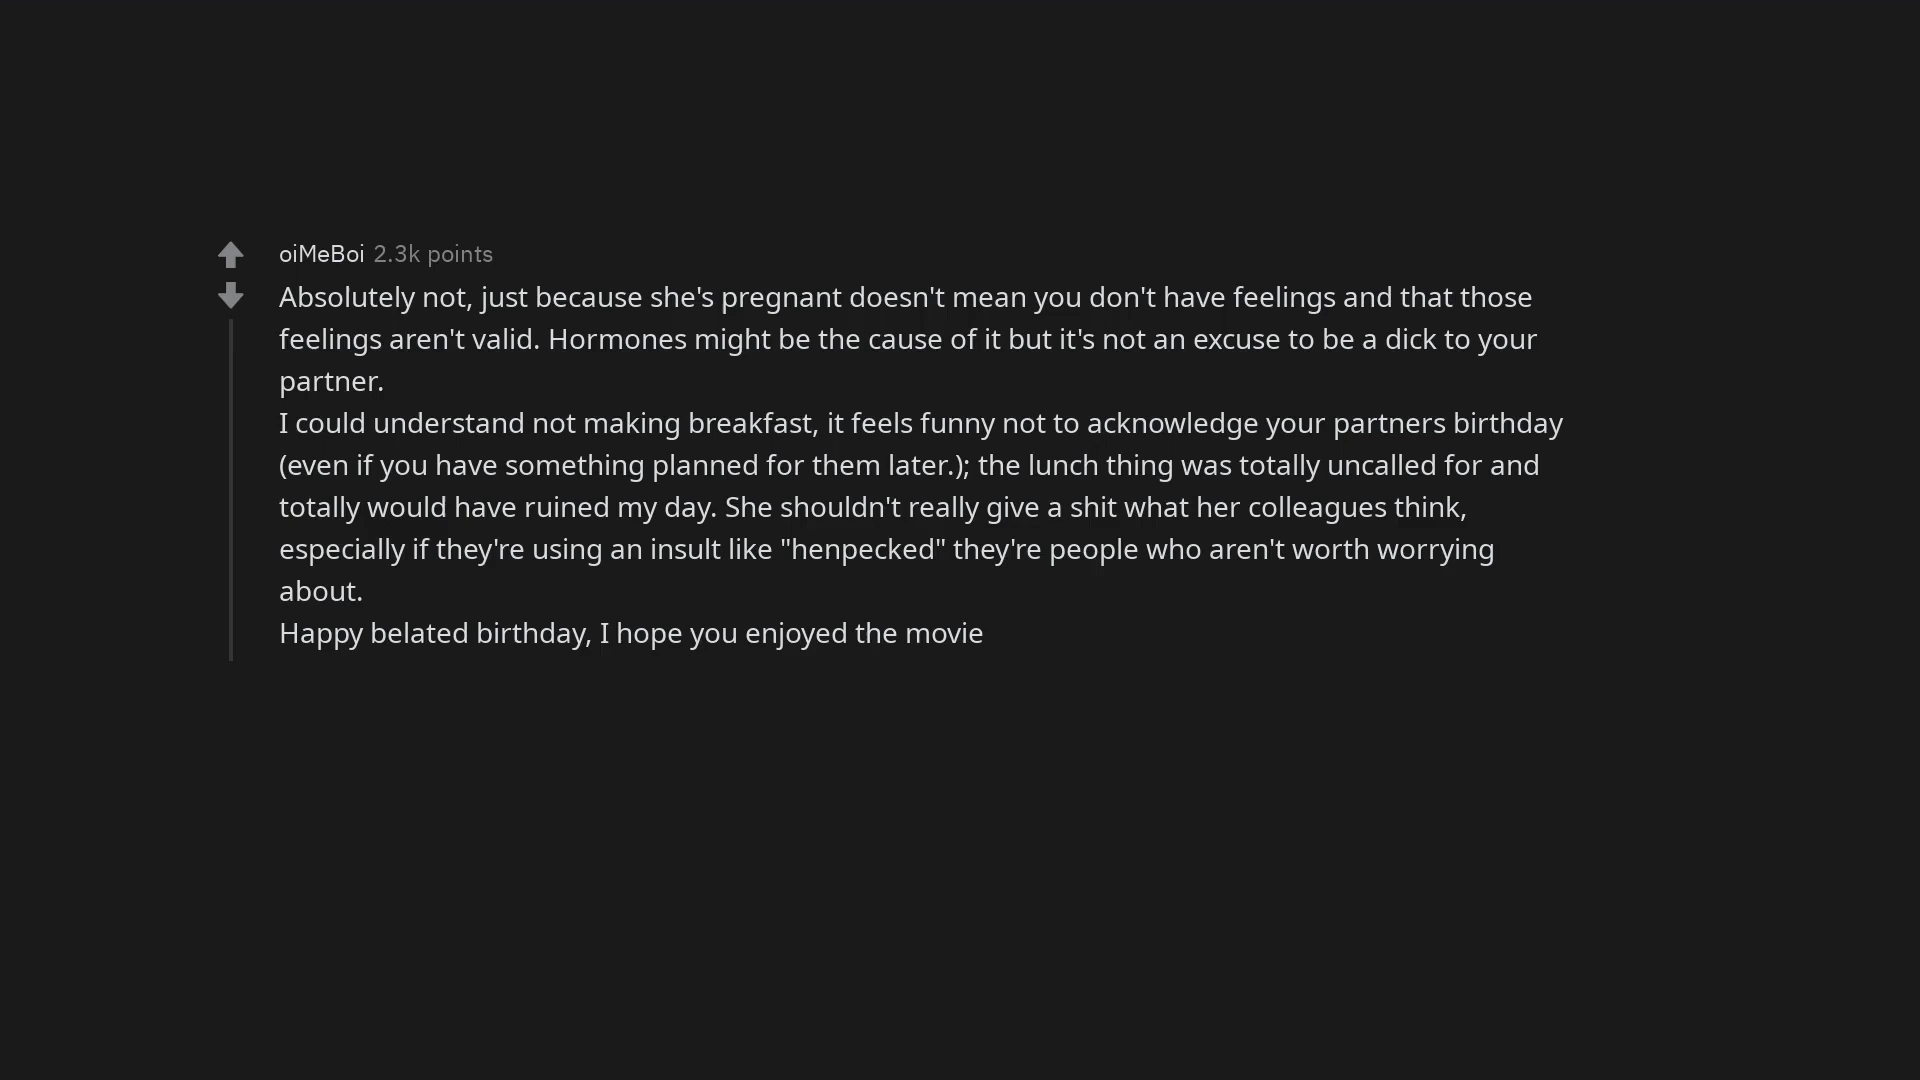 oiMeBoi 2.3k points
Absolutely not, just because she's pregnant doesn't mean you don't have feelings and that those
feelings aren't valid. Hormones might be the cause of it but it's not an excuse to be a dick to your
partner.
I could understand not making breakfast, it feels funny not to acknowledge your partners birthday
(even if you have something planned for them later.); the lunch thing was totally uncalled for and
totally would have ruined my day. She shouldn't really give a shit what her colleagues think,
especially if they're using an insult like "henpecked" they're people who aren't worth worrying
about.
Happy belated birthday, I hope you enjoyed the movie